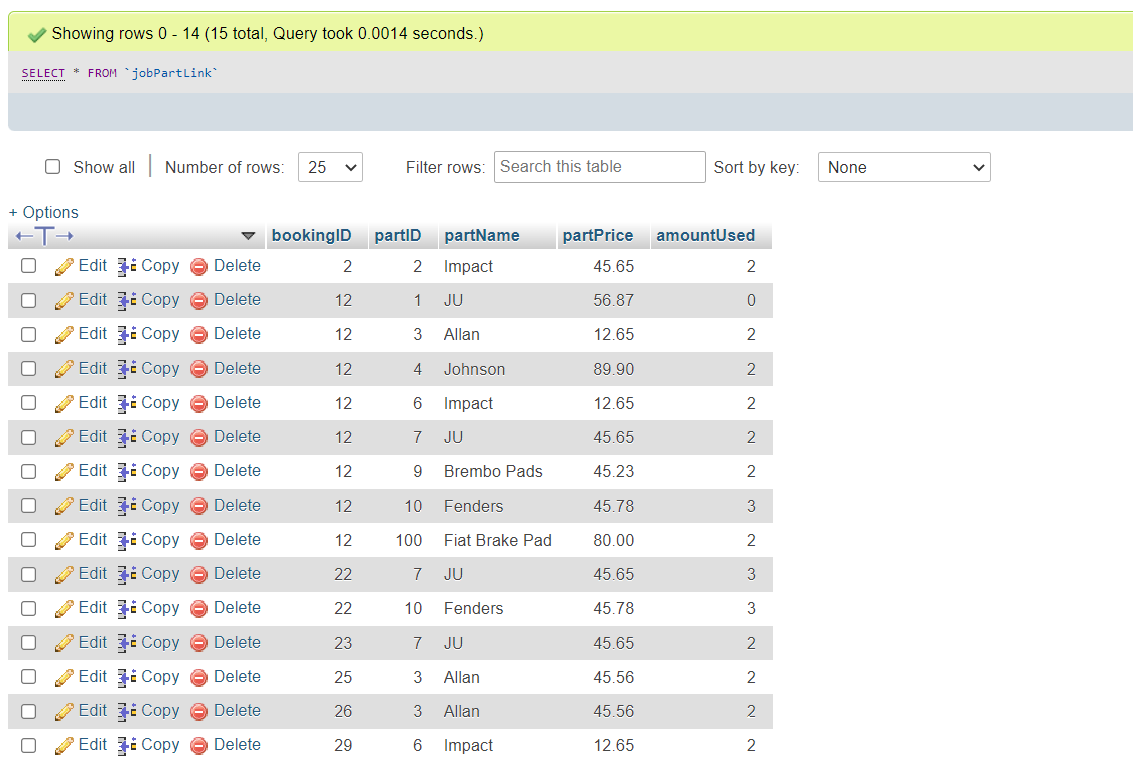 Showing rows 0 - 14 (15 total, Query took 0.0014 seconds.)
SELECT * FROM `jobPartLink`
Show all | Number of rows: 25 Filter rows: Search this table Sort by key: None
+ Options
←T→ bookingID partID partName partPrice amountUsed
Edit Copy Delete 2 2 Impact 45.65 2
Edit Copy Delete 12 1 JU 56.87 0
Edit Copy Delete 12 3 Allan 12.65 2
Edit Copy Delete 12 4 Johnson 89.90 2
Edit Copy Delete 12 6 Impact 12.65 2
Edit Copy Delete 12 7 JU 45.65 2
Edit Copy Delete 12 9 Brembo Pads 45.23 2
Edit Copy Delete 12 10 Fenders 45.78 3
Edit Copy Delete 12 100 Fiat Brake Pad 80.00 2
Edit Copy Delete 22 7 JU 45.65 3
Edit Copy Delete 22 10 Fenders 45.78 3
Edit Copy Delete 23 7 JU 45.65 2
Edit Copy Delete 25 3 Allan 45.56 2
Edit Copy Delete 26 3 Allan 45.56 2
Edit Copy Delete 29 6 Impact 12.65 2